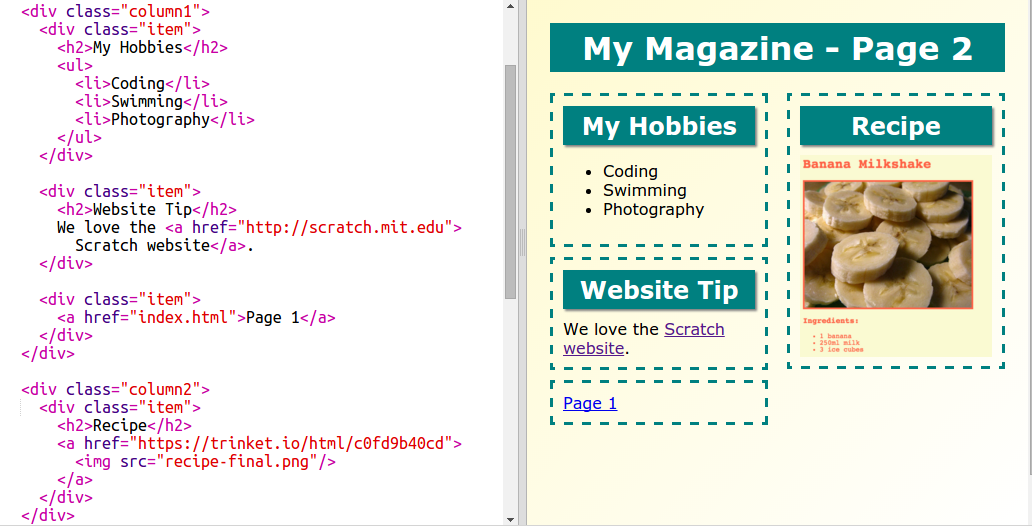 <div class="column1">
<div class="item">
<h2>My Hobbies</h2>
<ul>
<li>Coding</li>
<li>Swimming</li>
<li>Photography</li>
</ul>
</div>
<div class="item">
<h2>Website Tip</h2>
We love the <a href="http://scratch.mit.edu">
Scratch website</a>.
</div>
<div class="item">
<a href="index.html">Page 1</a>
</div>
</div>
<div class="column2">
<div class="item">
<h2>Recipe</h2>
<a href="https://trinket.io/html/c0fd9b40cd">
<img src="recipe-final.png"/>
</a>
</div>
</div>
My Magazine - Page 2
My Hobbies
• Coding
• Swimming
• Photography
Website Tip
We love the Scratch
website.
Page 1
Recipe
Banana Milkshake
Ingredients:
• 1 banana
• 250ml milk
• 3 ice cubes